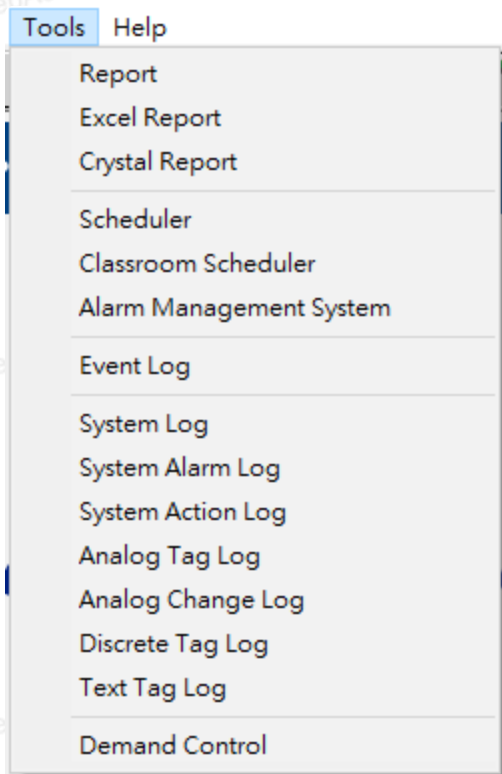 Tools Help
Report
Excel Report
Crystal Report
Scheduler
Classroom Scheduler
Alarm Management System
Event Log
System Log
System Alarm Log
System Action Log
Analog Tag Log
Analog Change Log
Discrete Tag Log
Text Tag Log
Demand Control